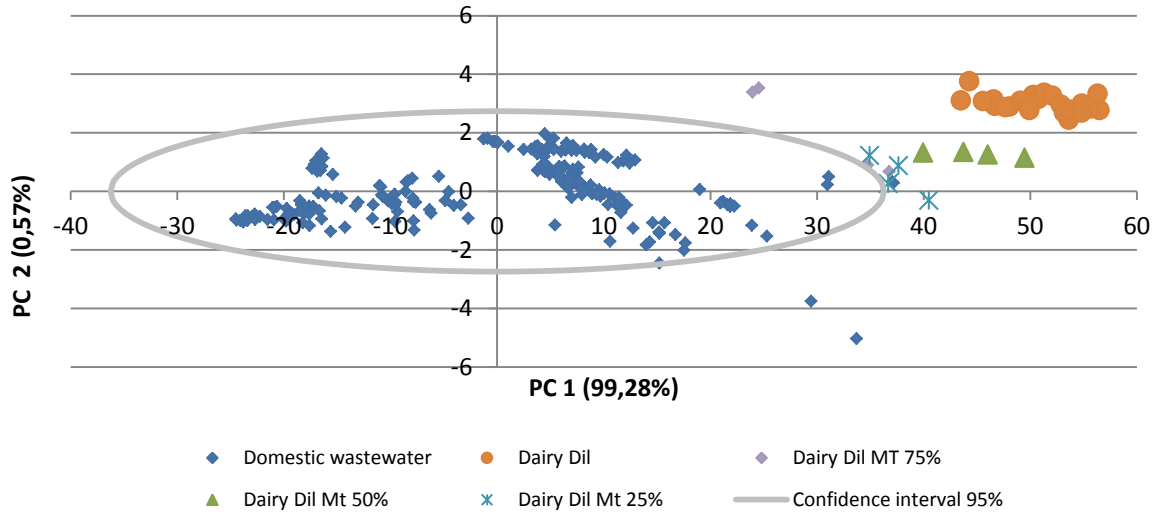 6
4
2
0
-2
-4
-6
-40
-30
-20
-10
0
10
20
30
40
50
60
PC 2 (0,57%)
PC 1 (99,28%)
Domestic wastewater
Dairy Dil
Dairy Dil MT 75%
Dairy Dil Mt 50%
Dairy Dil Mt 25%
Confidence interval 95%